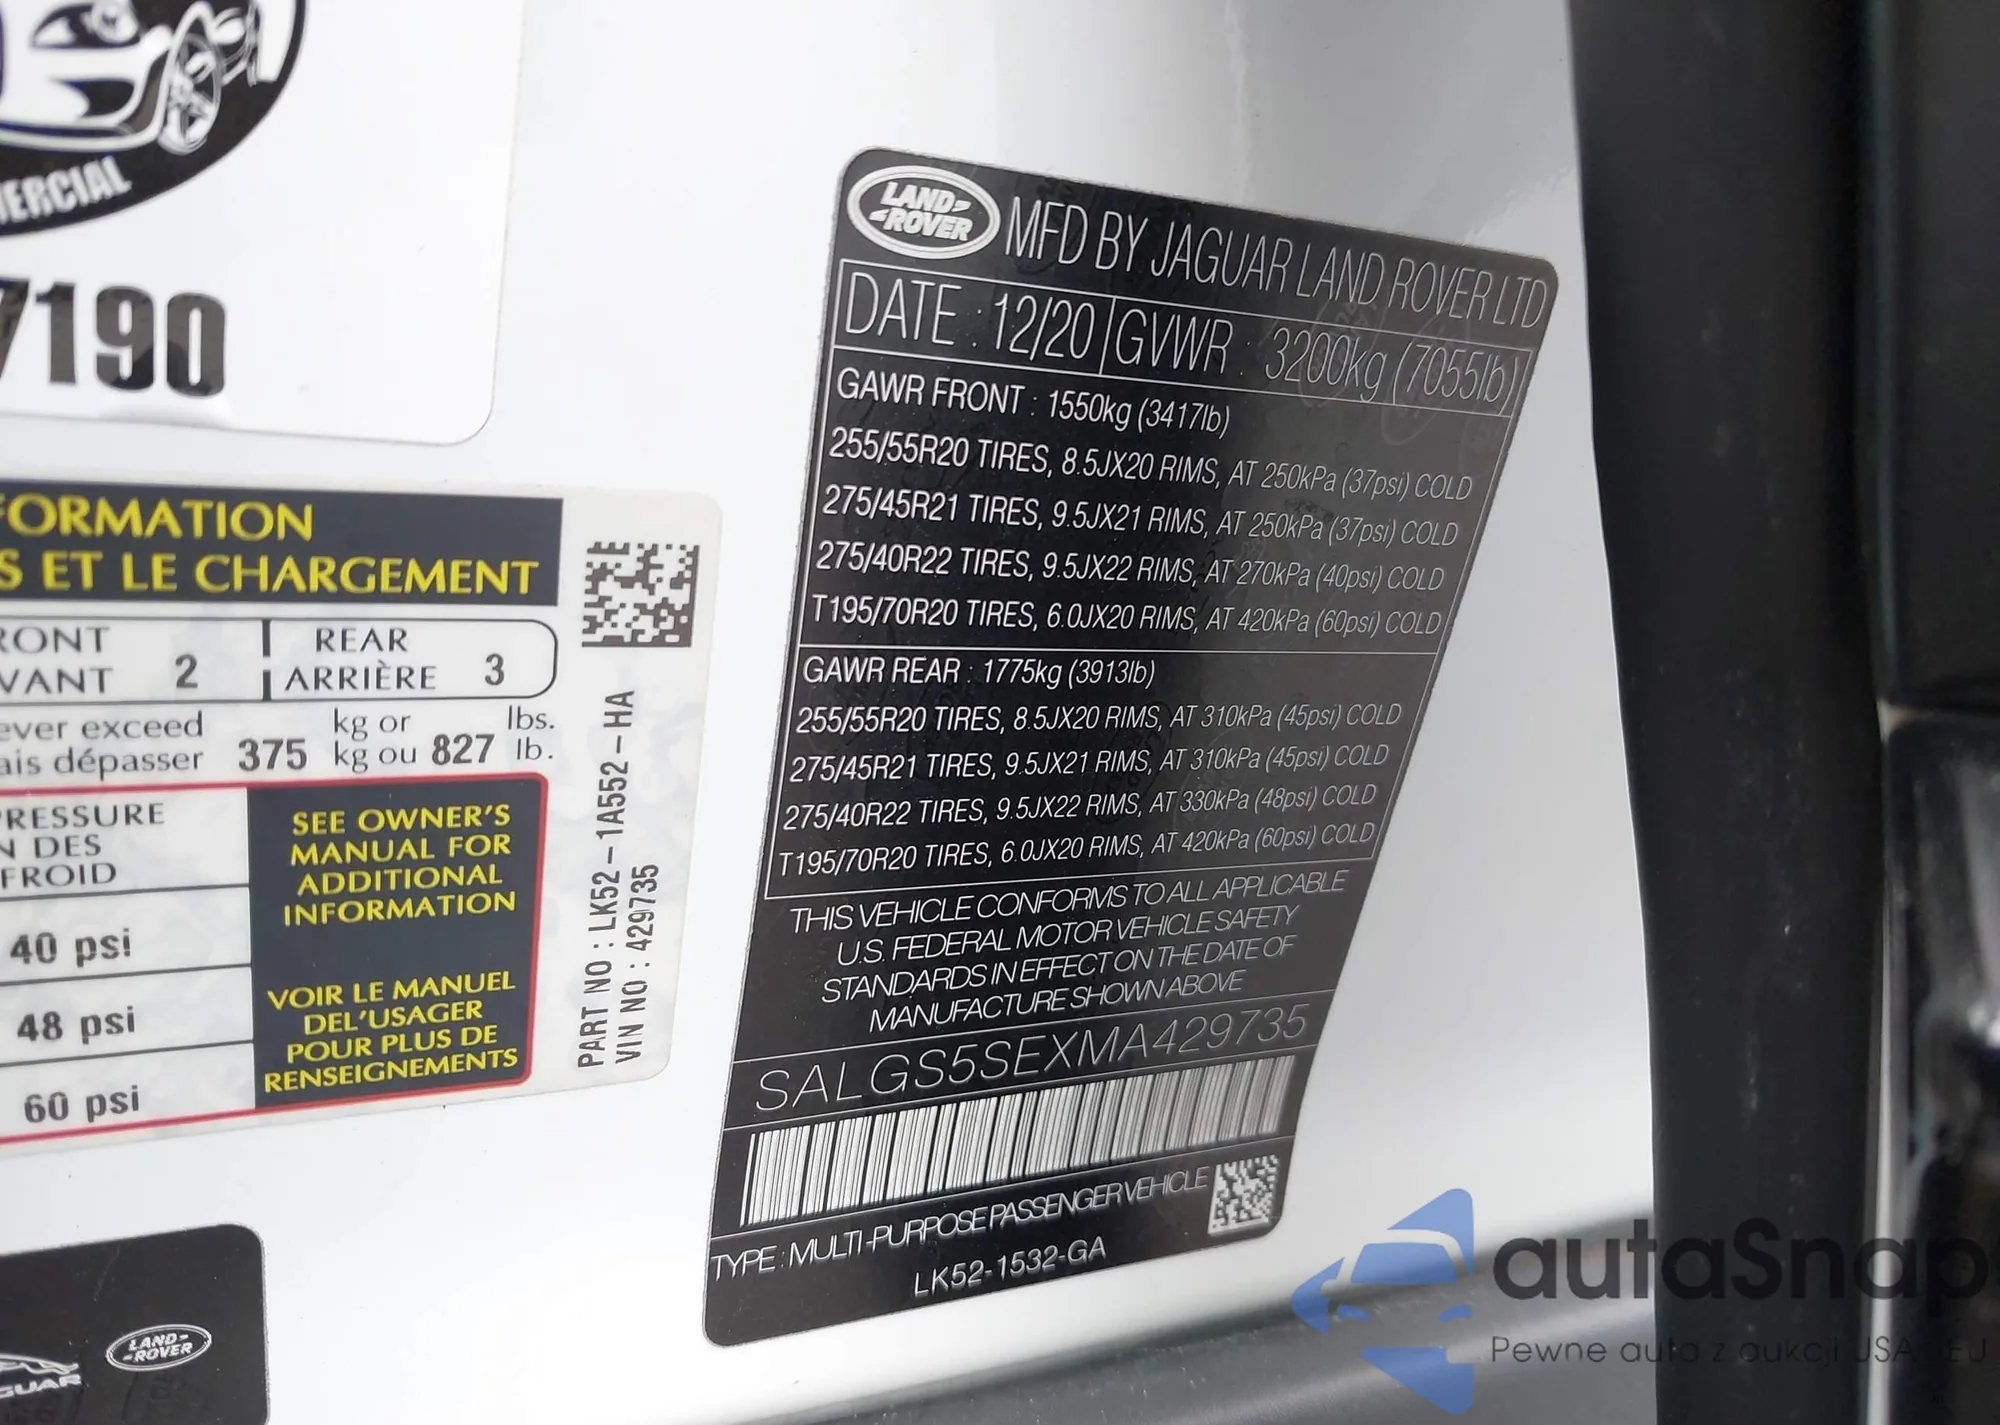 ERCIAL
7190
FORMATION
S ET LE CHARGEMENT
RONT
VANT 2
REAR
ARRIÈRE 3
ever exceed
ais dépasser 375
kg or
kg ou 827
lbs.
lb.
PRESSURE
N DES
FROID
40 psi
48 psi
60 psi
SEE OWNER'S
MANUAL FOR
ADDITIONAL
INFORMATION
VOIR LE MANUEL
DEL'USAGER
POUR PLUS DE
RENSEIGNEMENTS
PART NO : LK52-1A552-HA
VIN NO : 429735
GUAR
LAND-
-ROVER
LAND-
-ROVER
MFD BY JAGUAR LAND ROVER LTD
DATE : 12/20 GVWR : 3200kg (7055lb)
GAWR FRONT : 1550kg (3417lb)
255/55R20 TIRES, 8.5JX20 RIMS, AT 250kPa (37psi) COLD
275/45R21 TIRES, 9.5JX21 RIMS, AT 250kPa (37psi) COLD
275/40R22 TIRES, 9.5JX22 RIMS, AT 270kPa (40psi) COLD
T195/70R20 TIRES, 6.0JX20 RIMS, AT 420kPa (60psi) COLD
GAWR REAR : 1775kg (3913lb)
255/55R20 TIRES, 8.5JX20 RIMS, AT 310kPa (45psi) COLD
275/45R21 TIRES, 9.5JX21 RIMS, AT 310kPa (45psi) COLD
275/40R22 TIRES, 9.5JX22 RIMS, AT 330kPa (48psi) COLD
T195/70R20 TIRES, 6.0JX20 RIMS, AT 420kPa (60psi) COLD
THIS VEHICLE CONFORMS TO ALL APPLICABLE
U.S. FEDERAL MOTOR VEHICLE SAFETY
STANDARDS IN EFFECT ON THE DATE OF
MANUFACTURE SHOWN ABOVE
SALGS5SEXMA429735
TYPE : MULTI-PURPOSE PASSENGER VEHICLE
LK52-1532-GA
autaSnap
Pewne auta z aukcji USA EU